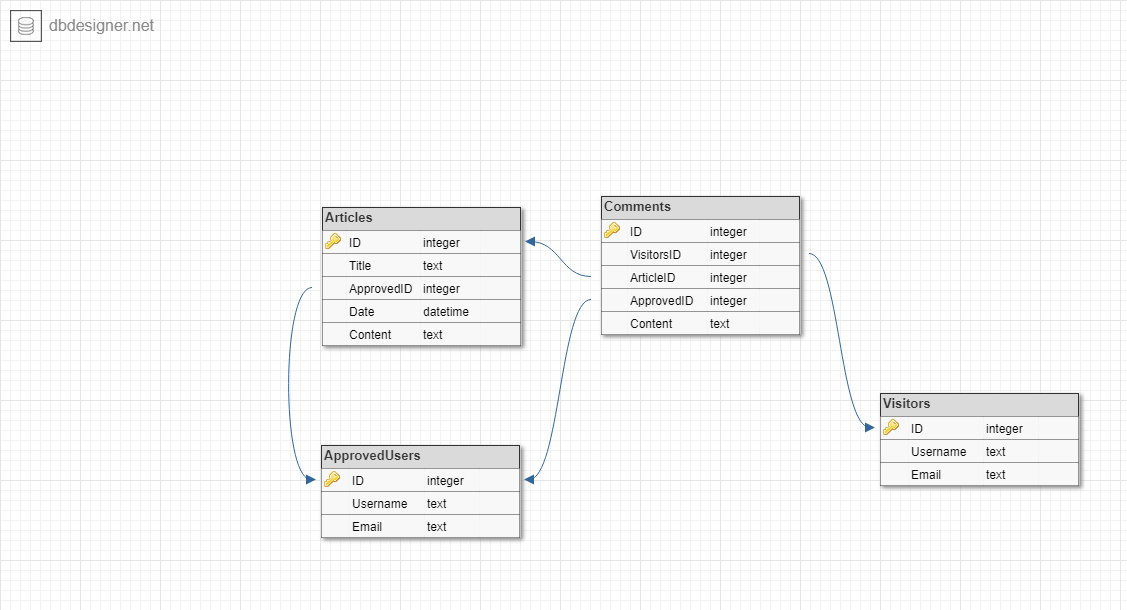 dbdesigner.net
Articles
ID integer
Title text
ApprovedID integer
Date datetime
Content text
Comments
ID integer
VisitorsID integer
ArticleID integer
ApprovedID integer
Content text
ApprovedUsers
ID integer
Username text
Email text
Visitors
ID integer
Username text
Email text